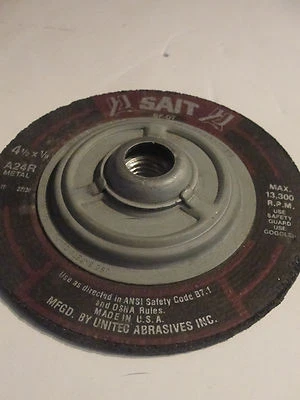 SAIT
4½ x ⅛
A24R
METAL
MAX.
13,300
R.P.M.
USE
SAFETY
GUARD
USE
GOGGLES
Use as directed in ANSI Safety Code B7.1
and OSHA Rules.
MADE IN U.S.A.
MFGD. BY UNITED ABRASIVES INC.